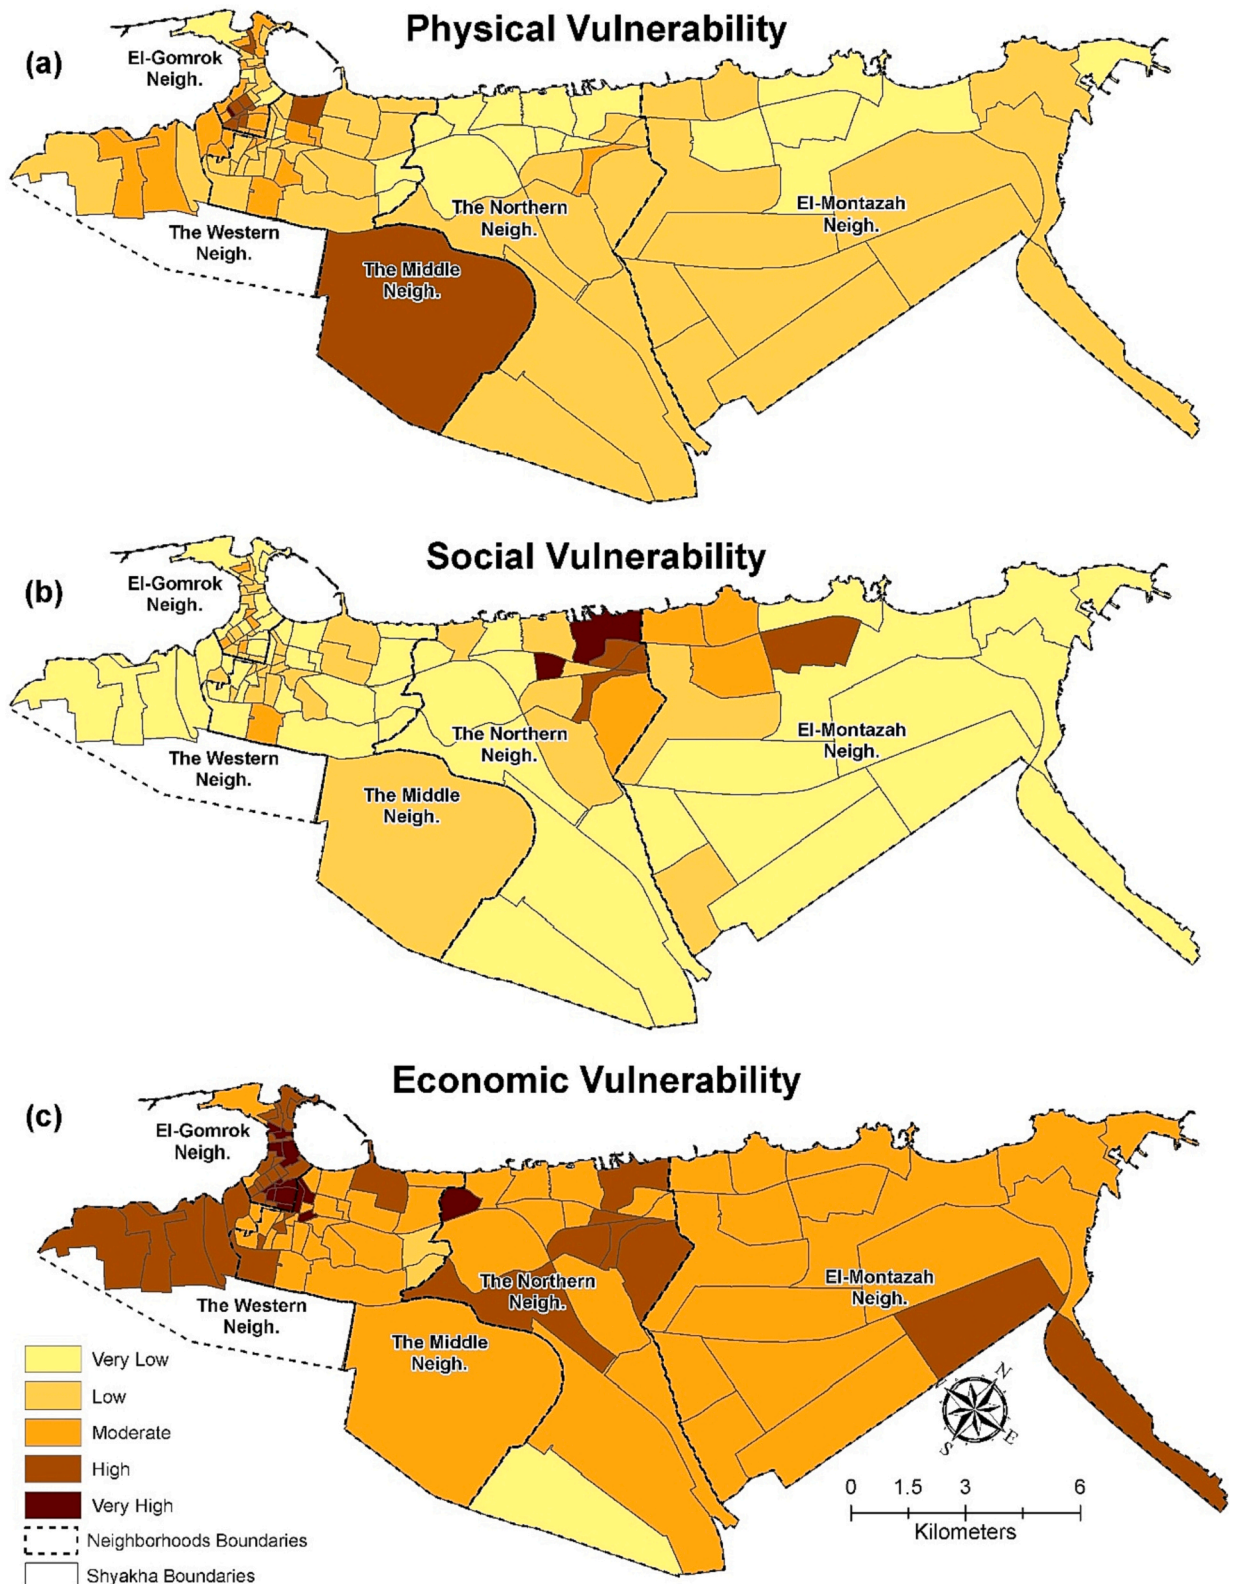 Physical Vulnerability
(a)
El-Gomrok
Neigh.
The Western
Neigh.
The Middle
Neigh.
The Northern
Neigh.
El-Montazah
Neigh.
Social Vulnerability
(b)
El-Gomrok
Neigh.
The Western
Neigh.
The Middle
Neigh.
The Northern
Neigh.
El-Montazah
Neigh.
Economic Vulnerability
(c)
El-Gomrok
Neigh.
The Western
Neigh.
The Middle
Neigh.
The Northern
Neigh.
El-Montazah
Neigh.
Very Low
Low
Moderate
High
Very High
Neighborhoods Boundaries
Shyakha Boundaries
N
S
E
0 1.5 3 6
Kilometers